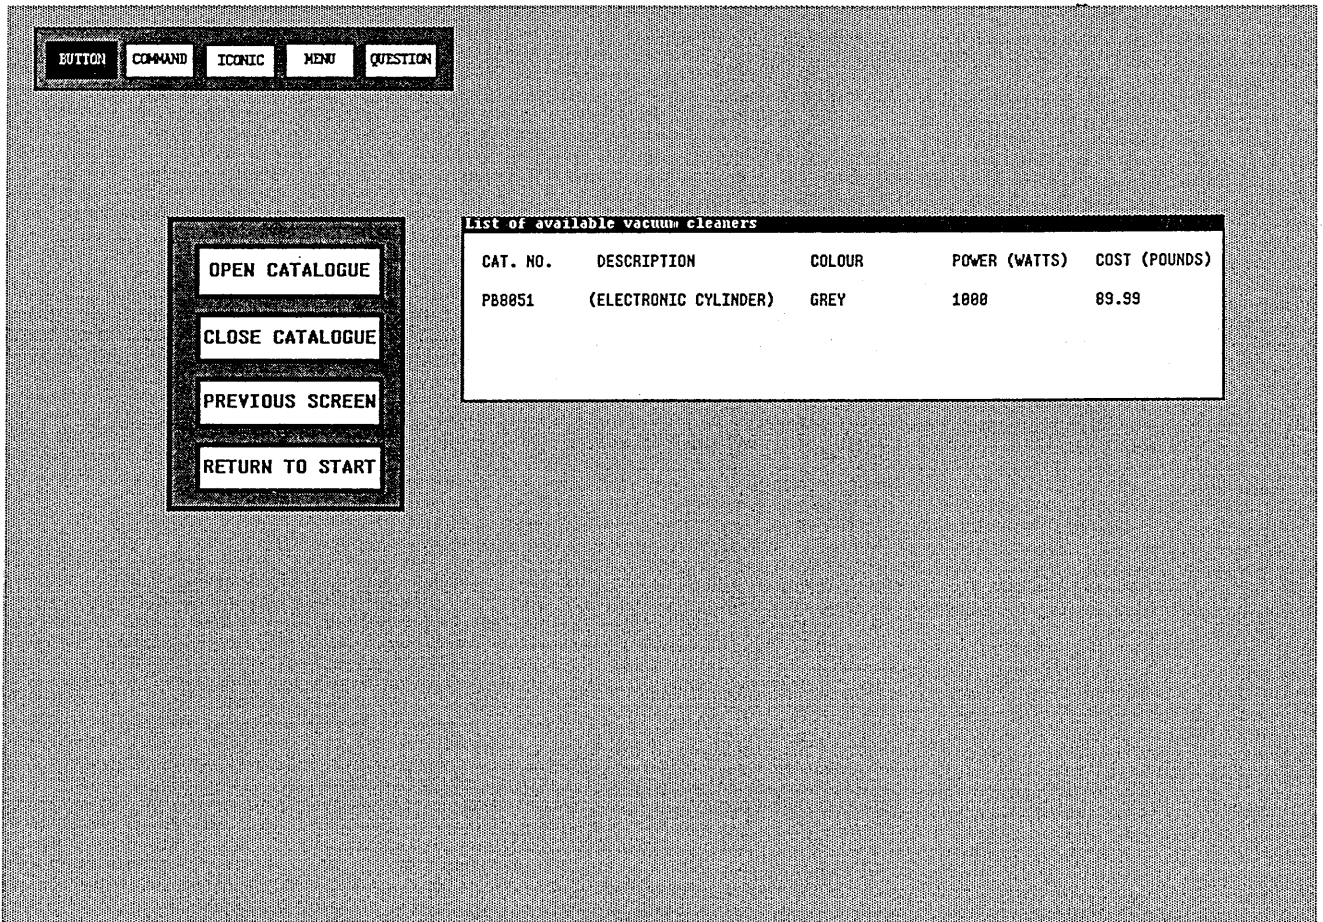 BUTTON COMMAND ICONIC MENU QUESTION
OPEN CATALOGUE
CLOSE CATALOGUE
PREVIOUS SCREEN
RETURN TO START
List of available vacuum cleaners
CAT. NO. DESCRIPTION COLOUR POWER (WATTS) COST (POUNDS)
PB8051 (ELECTRONIC CYLINDER) GREY 1000 89.99